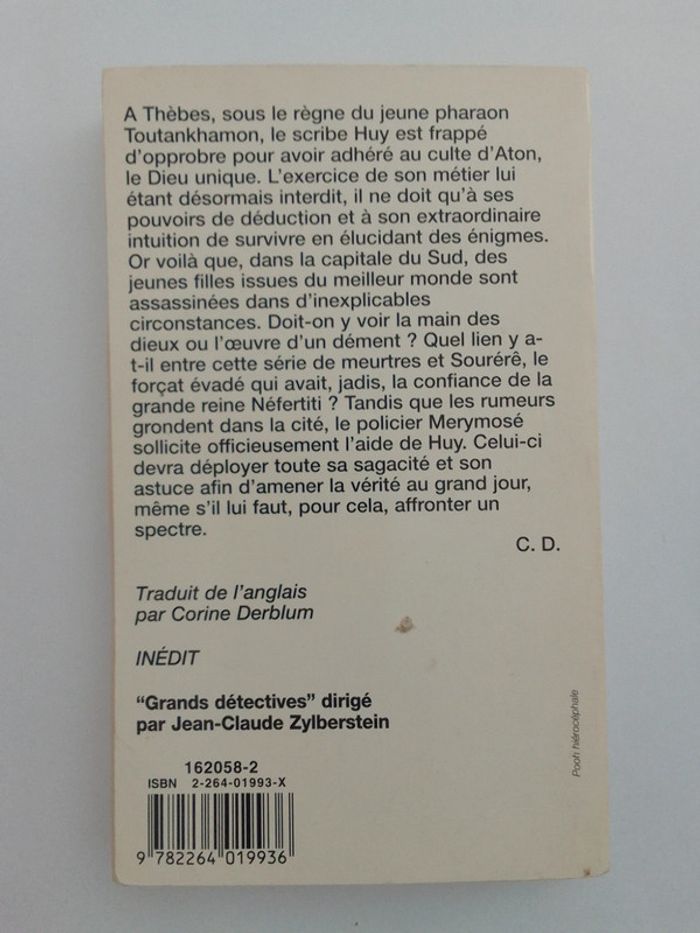 A Thèbes, sous le règne du jeune pharaon
Toutankhamon, le scribe Huy est frappé
d'opprobre pour avoir adhéré au culte d'Aton,
le Dieu unique. L'exercice de son métier lui
étant désormais interdit, il ne doit qu'à ses
pouvoirs de déduction et à son extraordinaire
intuition de survivre en élucidant des énigmes.
Or voilà que, dans la capitale du Sud, des
jeunes filles issues du meilleur monde sont
assassinées dans d'inexplicables
circonstances. Doit-on y voir la main des
dieux ou l'œuvre d'un dément ? Quel lien y a-
t-il entre cette série de meurtres et Sourérê, le
forçat évadé qui avait, jadis, la confiance de la
grande reine Néfertiti ? Tandis que les rumeurs
grondent dans la cité, le policier Merymosé
sollicite officieusement l'aide de Huy. Celui-ci
devra déployer toute sa sagacité et son
astuce afin d'amener la vérité au grand jour,
même s'il lui faut, pour cela, affronter un
spectre.
C. D.
Traduit de l'anglais
par Corine Derblum
INÉDIT
"Grands détectives" dirigé
par Jean-Claude Zylberstein
Pooh hiérocéphale
162058-2
ISBN 2-264-01993-X
9 782264 019936